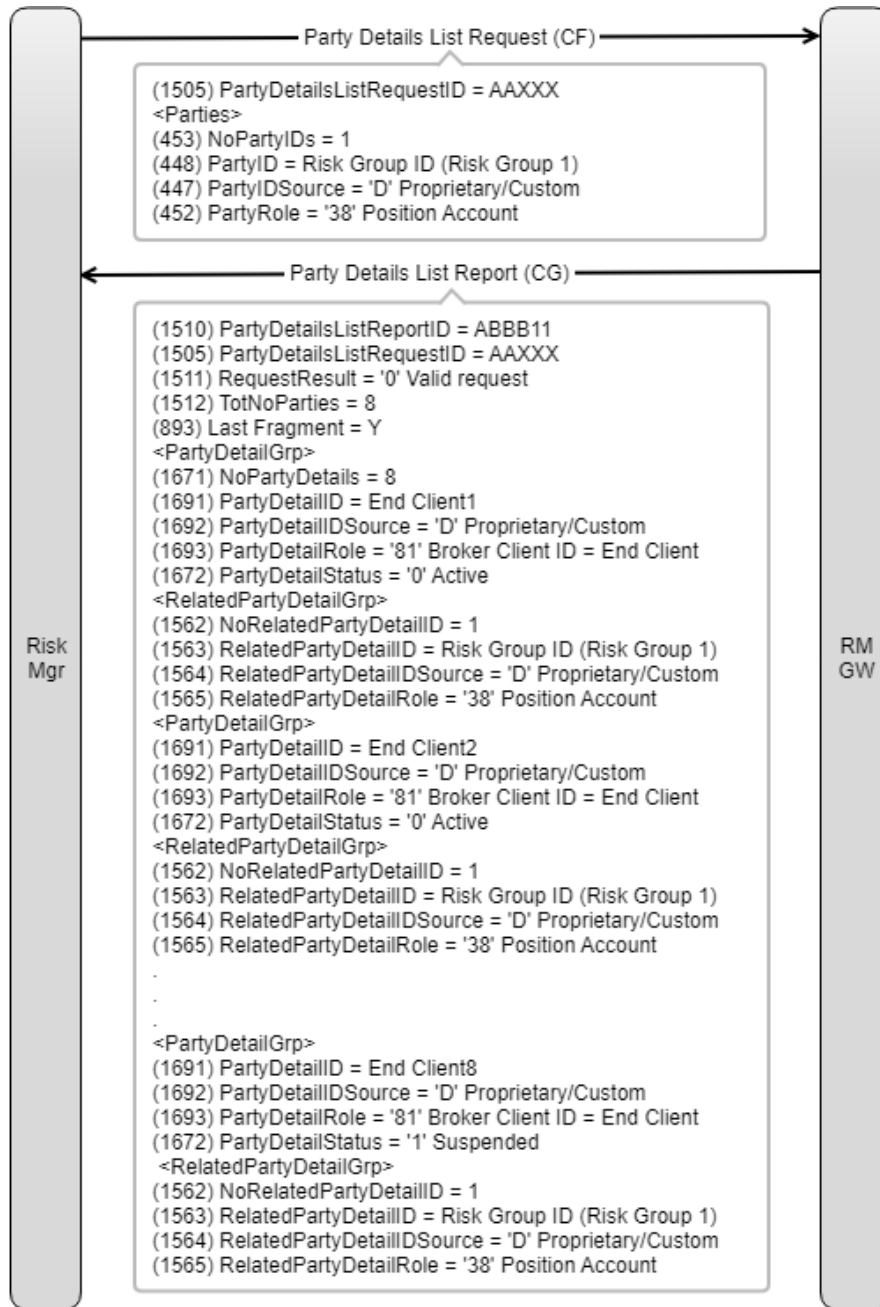 Party Details List Request (CF)
(1505) PartyDetailsListRequestID = AAXXX
<Parties>
(453) NoPartyIDs = 1
(448) PartyID = Risk Group ID (Risk Group 1)
(447) PartyIDSource = 'D' Proprietary/Custom
(452) PartyRole = '38' Position Account
Party Details List Report (CG)
(1510) PartyDetailsListReportID = ABBB11
(1505) PartyDetailsListRequestID = AAXXX
(1511) RequestResult = '0' Valid request
(1512) TotNoParties = 8
(893) Last Fragment = Y
<PartyDetailGrp>
(1671) NoPartyDetails = 8
(1691) PartyDetailID = End Client1
(1692) PartyDetailIDSource = 'D' Proprietary/Custom
(1693) PartyDetailRole = '81' Broker Client ID = End Client
(1672) PartyDetailStatus = '0' Active
<RelatedPartyDetailGrp>
(1562) NoRelatedPartyDetailID = 1
(1563) RelatedPartyDetailID = Risk Group ID (Risk Group 1)
(1564) RelatedPartyDetailIDSource = 'D' Proprietary/Custom
(1565) RelatedPartyDetailRole = '38' Position Account
<PartyDetailGrp>
(1691) PartyDetailID = End Client2
(1692) PartyDetailIDSource = 'D' Proprietary/Custom
(1693) PartyDetailRole = '81' Broker Client ID = End Client
(1672) PartyDetailStatus = '0' Active
<RelatedPartyDetailGrp>
(1562) NoRelatedPartyDetailID = 1
(1563) RelatedPartyDetailID = Risk Group ID (Risk Group 1)
(1564) RelatedPartyDetailIDSource = 'D' Proprietary/Custom
(1565) RelatedPartyDetailRole = '38' Position Account
.
.
.
<PartyDetailGrp>
(1691) PartyDetailID = End Client8
(1692) PartyDetailIDSource = 'D' Proprietary/Custom
(1693) PartyDetailRole = '81' Broker Client ID = End Client
(1672) PartyDetailStatus = '1' Suspended
<RelatedPartyDetailGrp>
(1562) NoRelatedPartyDetailID = 1
(1563) RelatedPartyDetailID = Risk Group ID (Risk Group 1)
(1564) RelatedPartyDetailIDSource = 'D' Proprietary/Custom
(1565) RelatedPartyDetailRole = '38' Position Account
Risk
Mgr
RM
GW